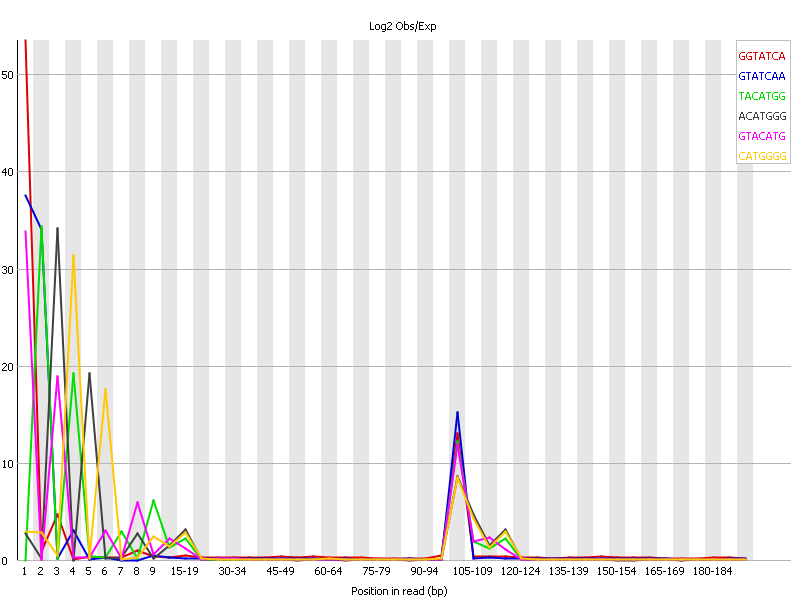 Log2 Obs/Exp
GGTATCA
GTATCAA
TACATGG
ACATGGG
GTACATG
CATGGGG
50
40
30
20
10
0
1 2 3 4 5 6 7 8 9 15-19 30-34 45-49 60-64 75-79 90-94 105-109 120-124 135-139 150-154 165-169 180-184
Position in read (bp)